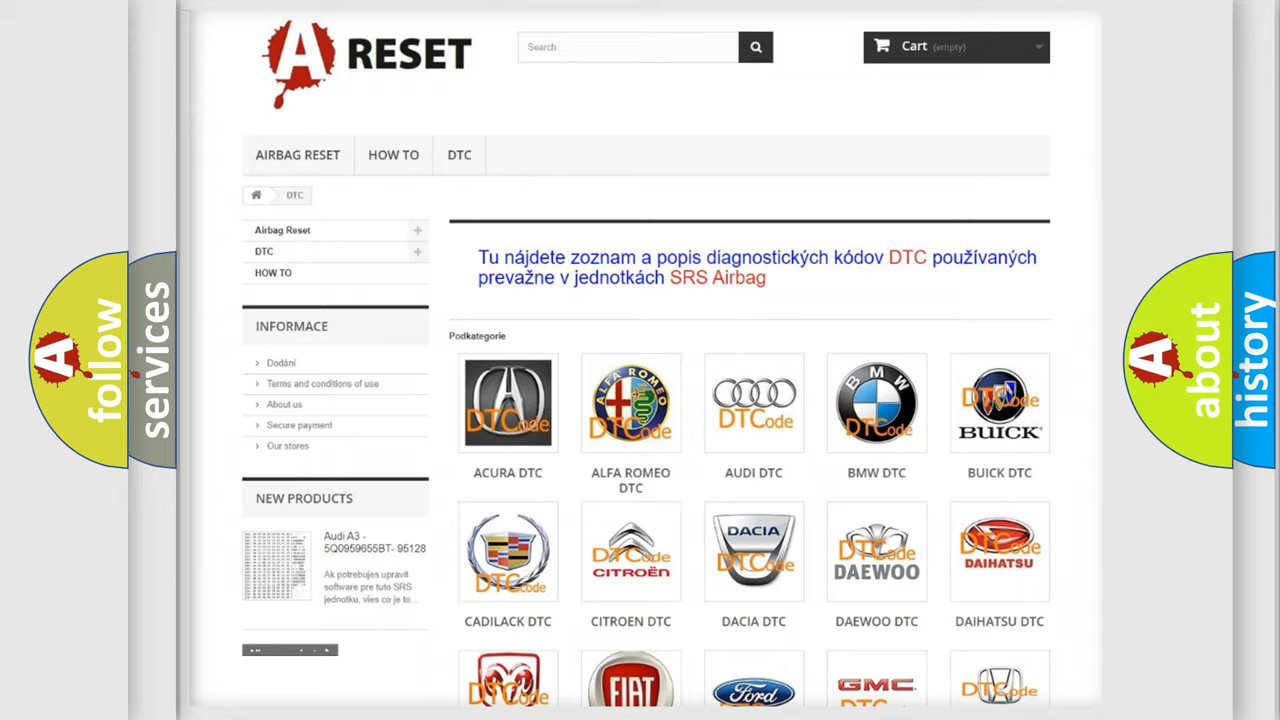 A RESET
Search
Cart (empty)
AIRBAG RESET
HOW TO
DTC
DTC
Airbag Reset
DTC
HOW TO
Tu nájdete zoznam a popis diagnostických kódov DTC používaných
prevažne v jednotkách SRS Airbag
INFORMACE
Dodání
Terms and conditions of use
About us
Secure payment
Our stores
Podkategorie
DTCode
ALFA ROMEO
DTCode
DTCode
BMW
DTCode
DTCode
BUICK
ACURA DTC
ALFA ROMEO
DTC
AUDI DTC
BMW DTC
BUICK DTC
NEW PRODUCTS
Audi A3 -
5Q0959655BT- 95128
Ak potrebujes upravit
software pre tuto SRS
jednotku, vies co je to...
DTCode
DTCode
CITROËN
DACIA
DTCode
DTCode
DAEWOO
DTCode
DAIHATSU
CADILACK DTC
CITROEN DTC
DACIA DTC
DAEWOO DTC
DAIHATSU DTC
DTCode
FIAT
Ford
GMC
DTCode
A follow
services
A about
history